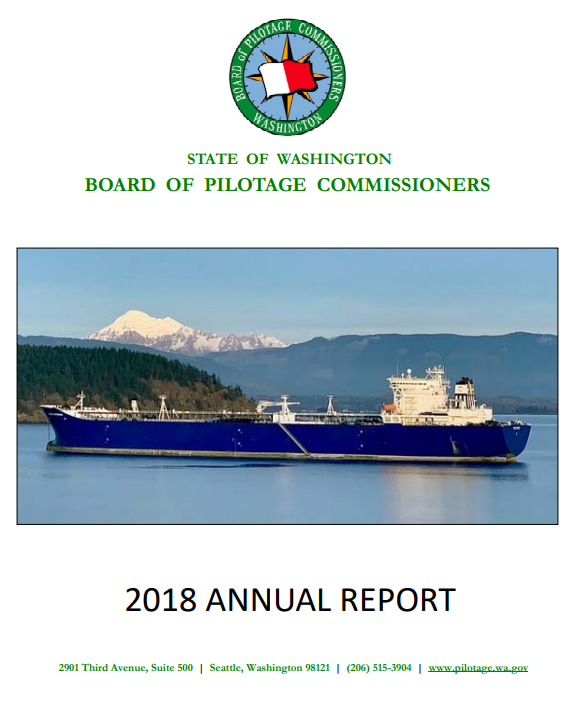 BOARD OF PILOTAGE COMMISSIONERS
WASHINGTON
STATE OF WASHINGTON
BOARD OF PILOTAGE COMMISSIONERS
2018 ANNUAL REPORT
2901 Third Avenue, Suite 500 | Seattle, Washington 98121 | (206) 515-3904 | www.pilotage.wa.gov